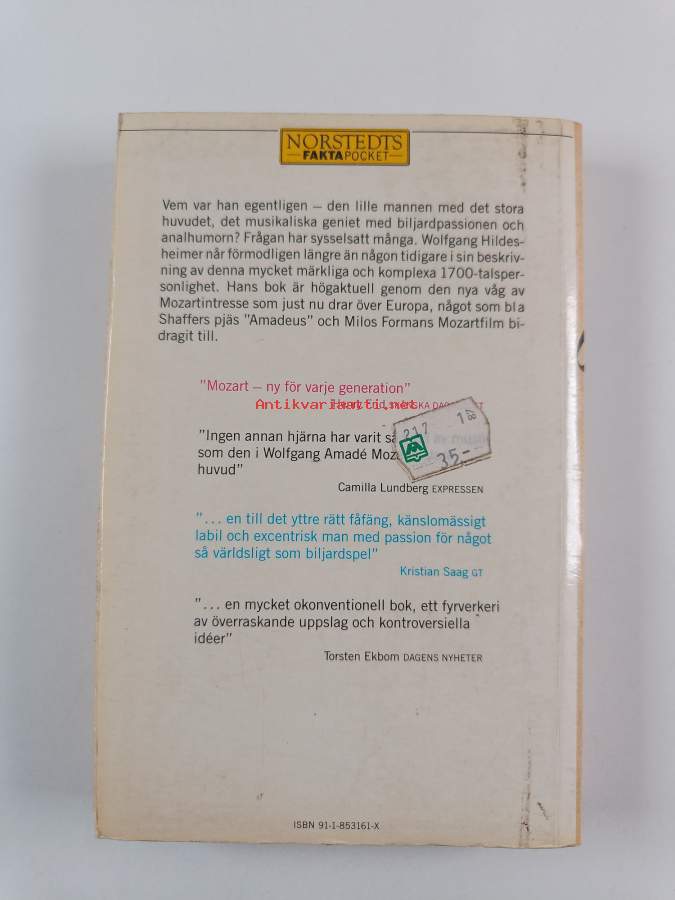 NORSTEDTS
FAKTAPOCKET
Vem var han egentligen – den lille mannen med det stora
huvudet, det musikaliska geniet med biljardpassionen och
analhumorn? Frågan har sysselsatt många. Wolfgang Hildes-
heimer når förmodligen längre än någon tidigare i sin beskriv-
ning av denna mycket märkliga och komplexa 1700-talsper-
sonlighet. Hans bok är högaktuell genom den nya våg av
Mozartintresse som just nu drar över Europa, något som bl a
Shaffers pjäs "Amadeus" och Milos Formans Mozartfilm bi-
dragit till.
"Mozart – ny för varje generation"
Antikvariaatti.net
"Ingen annan hjärna har varit så
som den i Wolfgang Amadé
huvud"
217 18
35,-
Camilla Lundberg EXPRESSEN
"... en till det yttre rätt fåfäng, känslomässigt
labil och excentrisk man med passion för något
så världsligt som biljardspel"
Kristian Saag GT
"... en mycket okonventionell bok, ett fyrverkeri
av överraskande uppslag och kontroversiella
idéer"
Torsten Ekbom DAGENS NYHETER
ISBN 91-1-853161-X